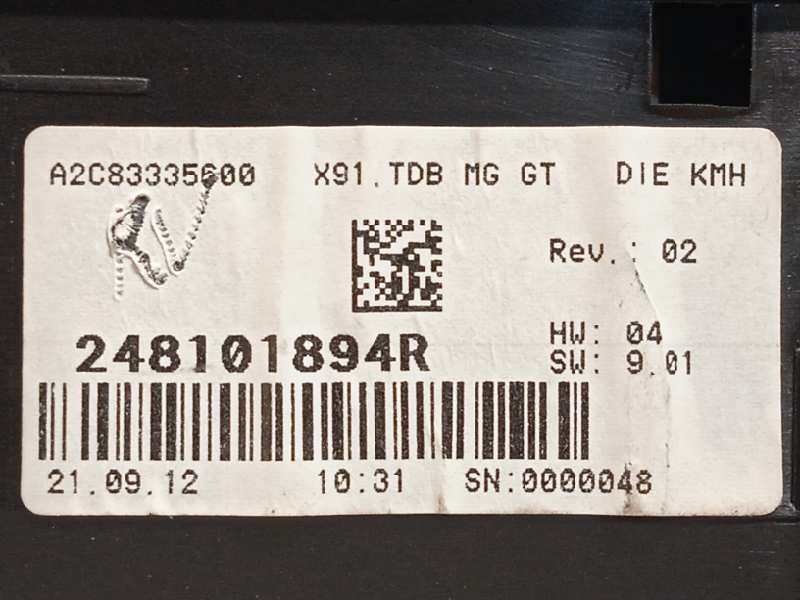 A2C83335600 X91.TDB MG GT DIE KMH
Rev.: 02
248101894R
HW: 04
SW: 9.01
21.09.12 10:31 SN:0000048